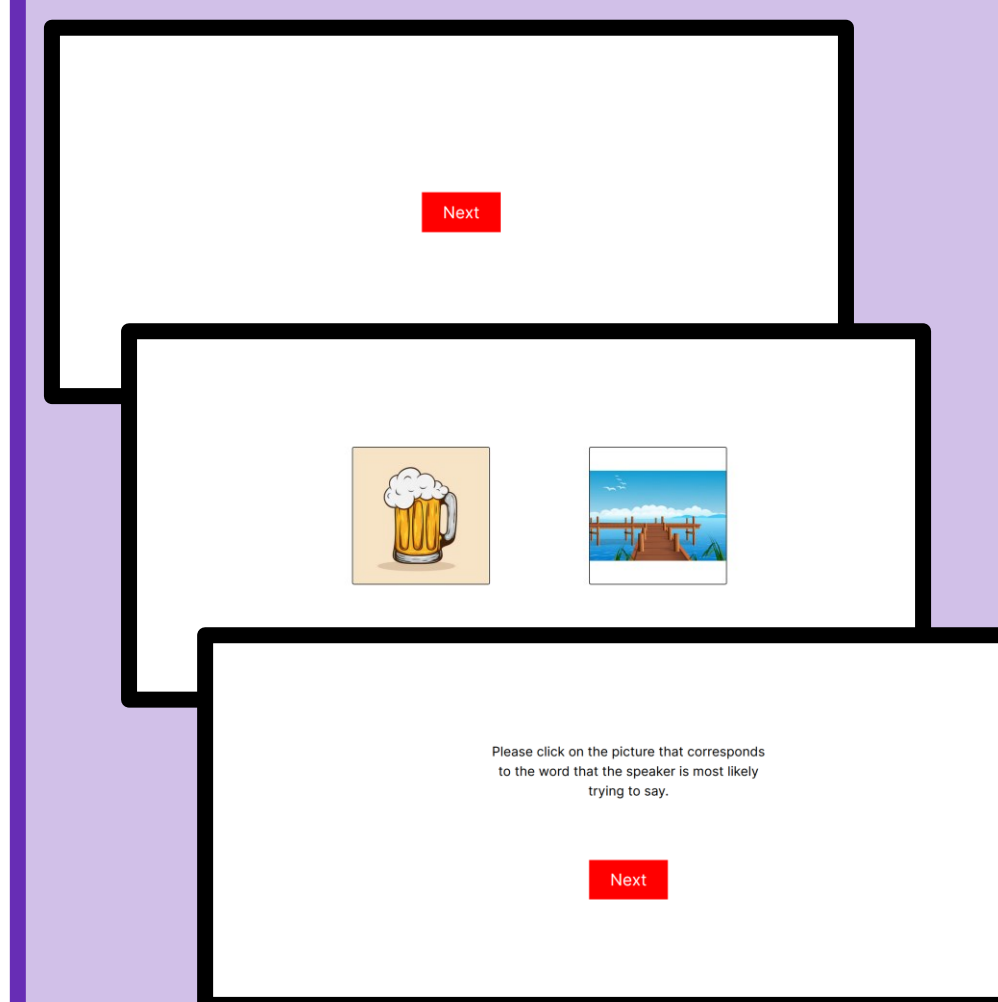 Next
Please click on the picture that corresponds
to the word that the speaker is most likely
trying to say.
Next